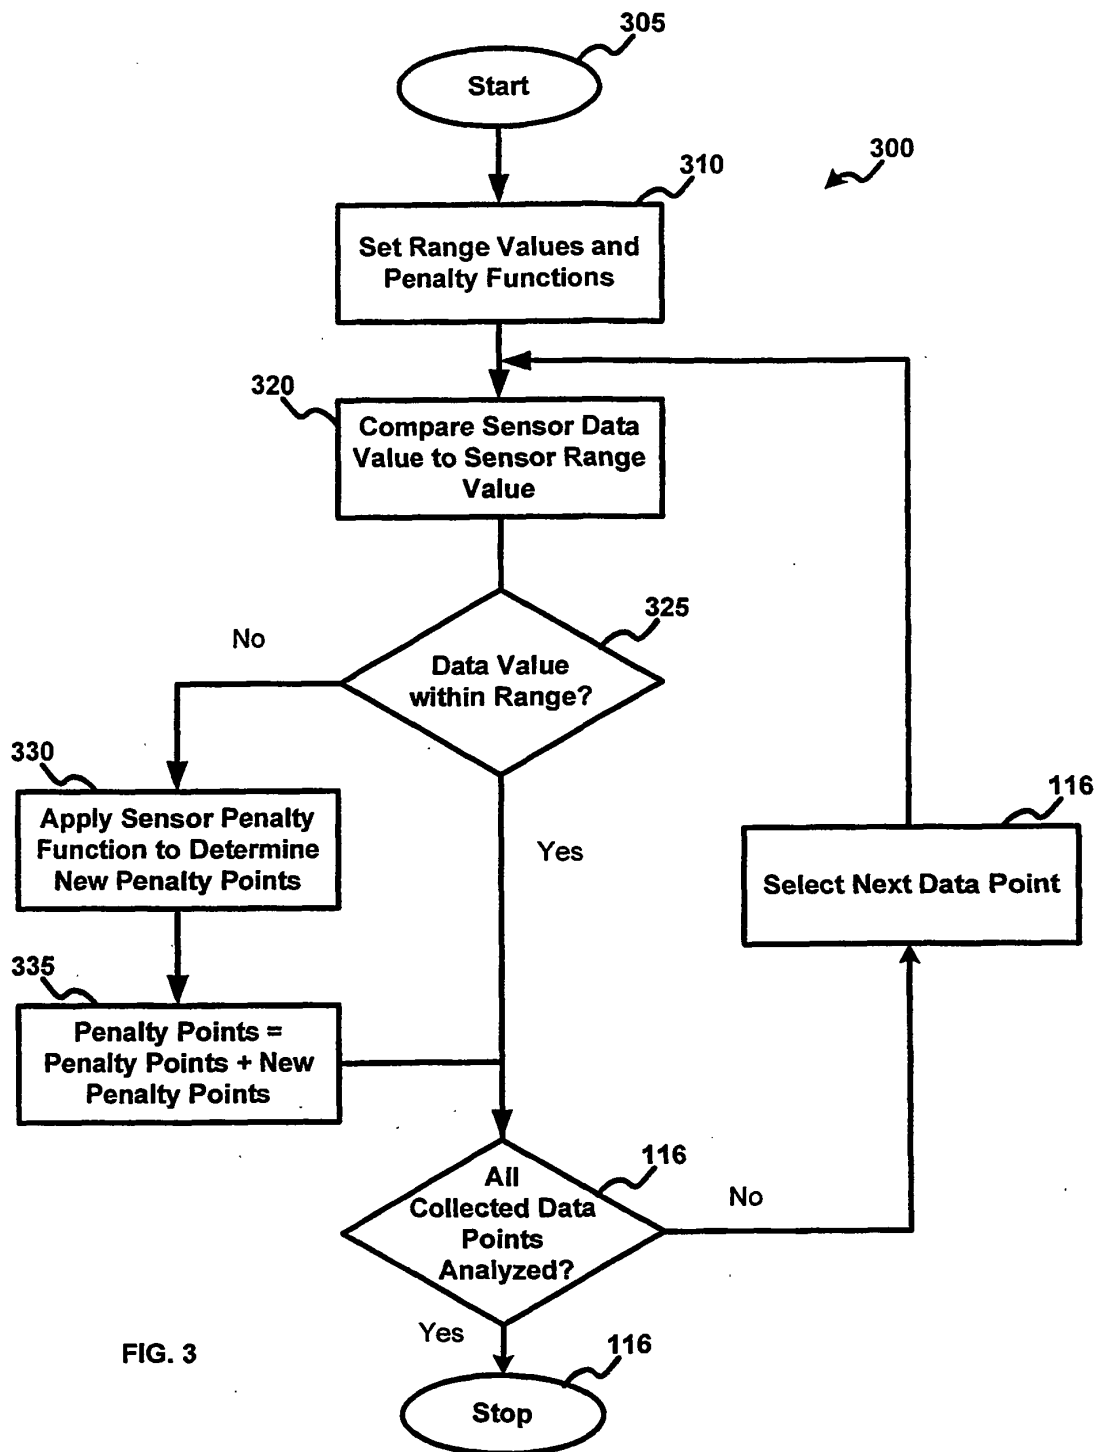 305
Start
300
310
Set Range Values and
Penalty Functions
320
Compare Sensor Data
Value to Sensor Range
Value
325
No
Data Value
within Range?
330
Apply Sensor Penalty
Function to Determine
New Penalty Points
Yes
116
Select Next Data Point
335
Penalty Points =
Penalty Points + New
Penalty Points
116
All
Collected Data
Points
Analyzed?
No
Yes
FIG. 3
116
Stop